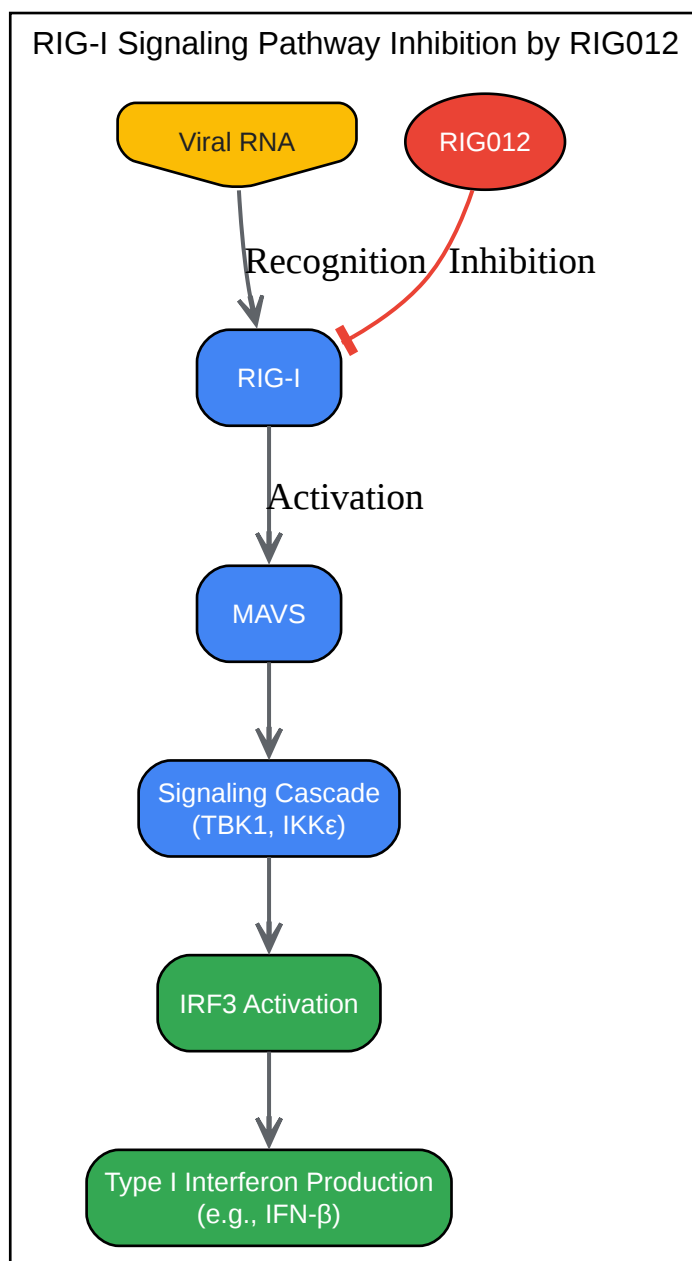 RIG-I Signaling Pathway Inhibition by RIG012
Viral RNA
RIG012
Recognition
Inhibition
RIG-I
Activation
MAVS
Signaling Cascade
(TBK1, IKKε)
IRF3 Activation
Type I Interferon Production
(e.g., IFN-β)